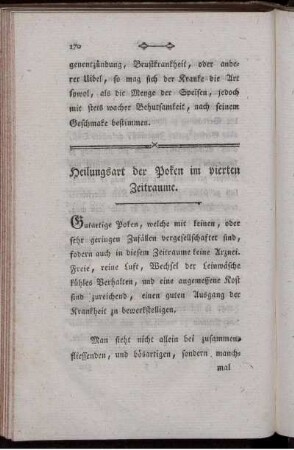 170
genentzündung, Brustkrankheit, oder ande-
rer Uibel, so mag sich der Kranke die Art
sowol, als die Menge der Speisen, jedoch
mit stets wacher Behutsamkeit, nach seinem
Geschmake bestimmen.
Heilungsart der Poken im vierten
Zeitraume.
Gutartige Poken, welche mit keinen, oder
sehr geringen Zufällen vergesellschaftet sind,
fodern auch in diesem Zeitraume keine Arznei.
Freie, reine Luft, Wechsel der Leinwäsche
kühles Verhalten, und eine angemessene Kost
sind zureichend, einen guten Ausgang der
Krankheit zu bewerkstelligen.
Man sieht nicht allein bei zusammen-
fliessenden, und bösartigen, sondern manch-
mal